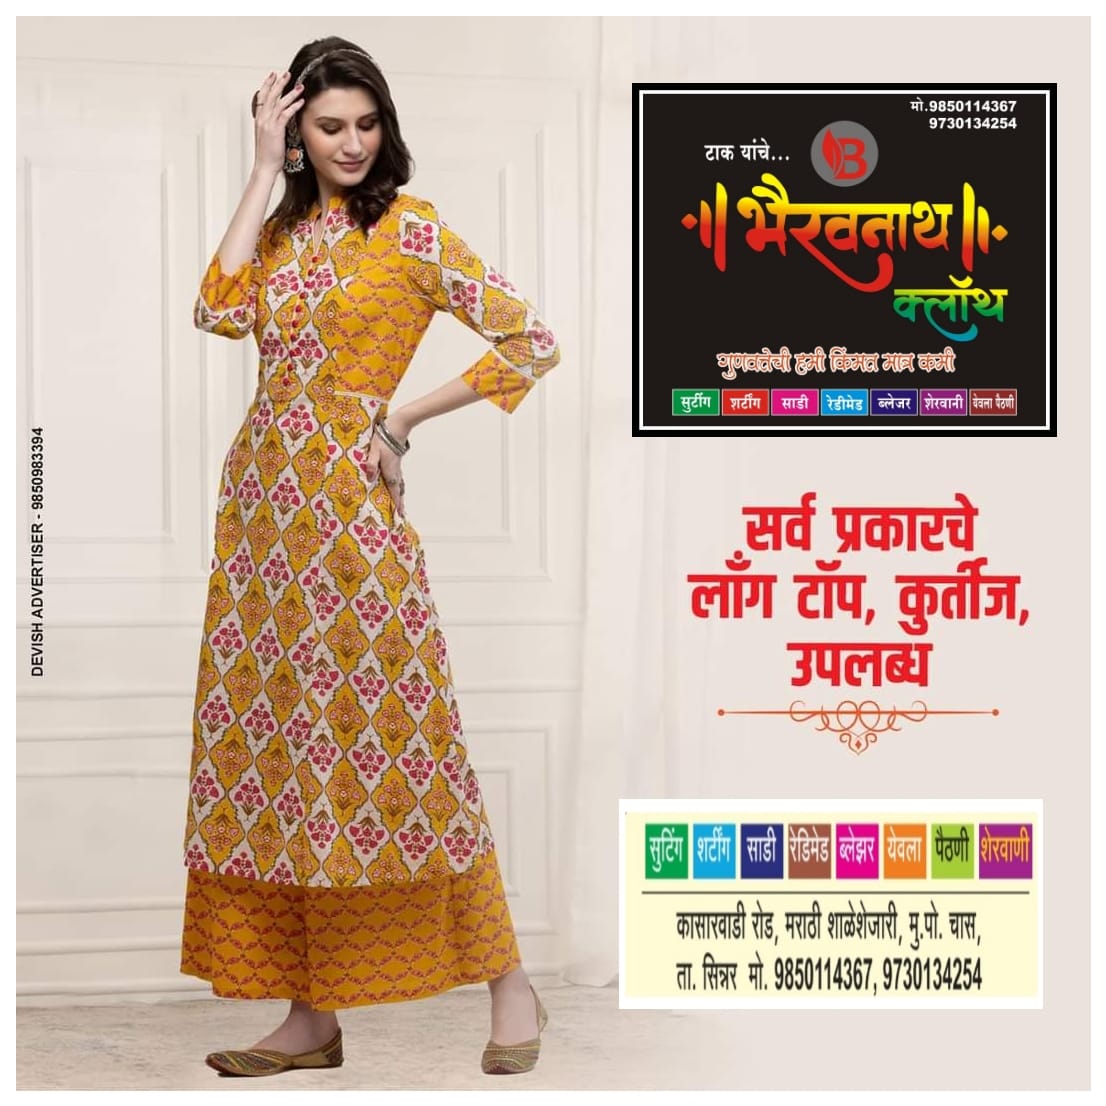 मो.9850114367
9730134254
टाक यांचे...
B
॥ भैरवनाथ ॥
क्लॉथ
गुणवत्तेची हमी किंमत मात्र कमी
सुटींग शर्टींग साडी रेडीमेड ब्लेजर शेरवानी येवला पैठणी
सर्व प्रकारचे
लाँग टॉप, कुर्तीज,
उपलब्ध
सुटिंग शर्टींग साडी रेडिमेड ब्लेझर येवला पैठणी शेरवाणी
कासारवाडी रोड, मराठी शाळेशेजारी, मु.पो. चास,
ता. सिन्नर मो. 9850114367, 9730134254
DEVISH ADVERTISER - 9850983394